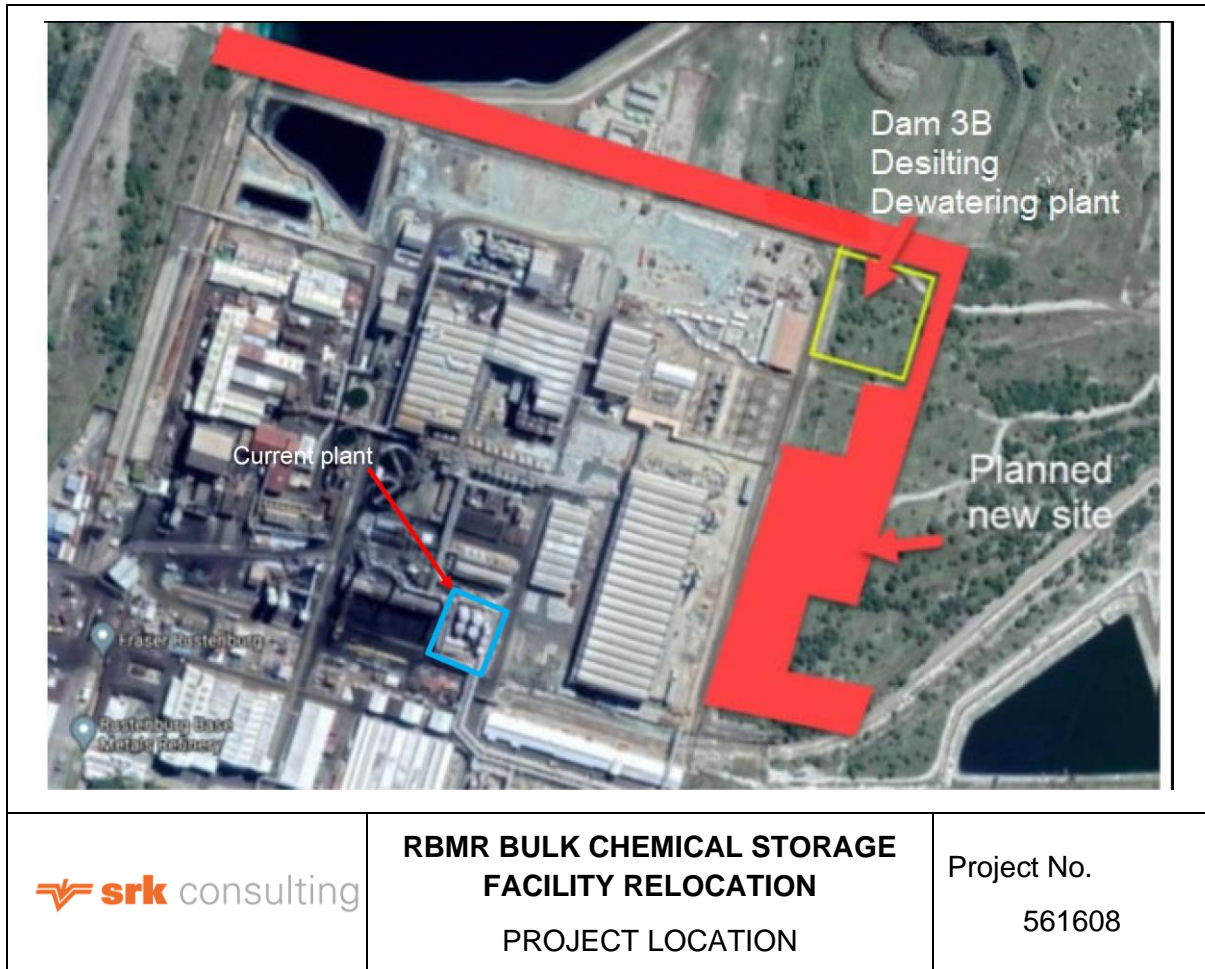 Dam 3B
Desilting
Dewatering plant
Current plant
Planned
new site
Fraser Rustenburg
Rustenburg Base
Metals Refinery
srk consulting
RBMR BULK CHEMICAL STORAGE
FACILITY RELOCATION
PROJECT LOCATION
Project No.
561608